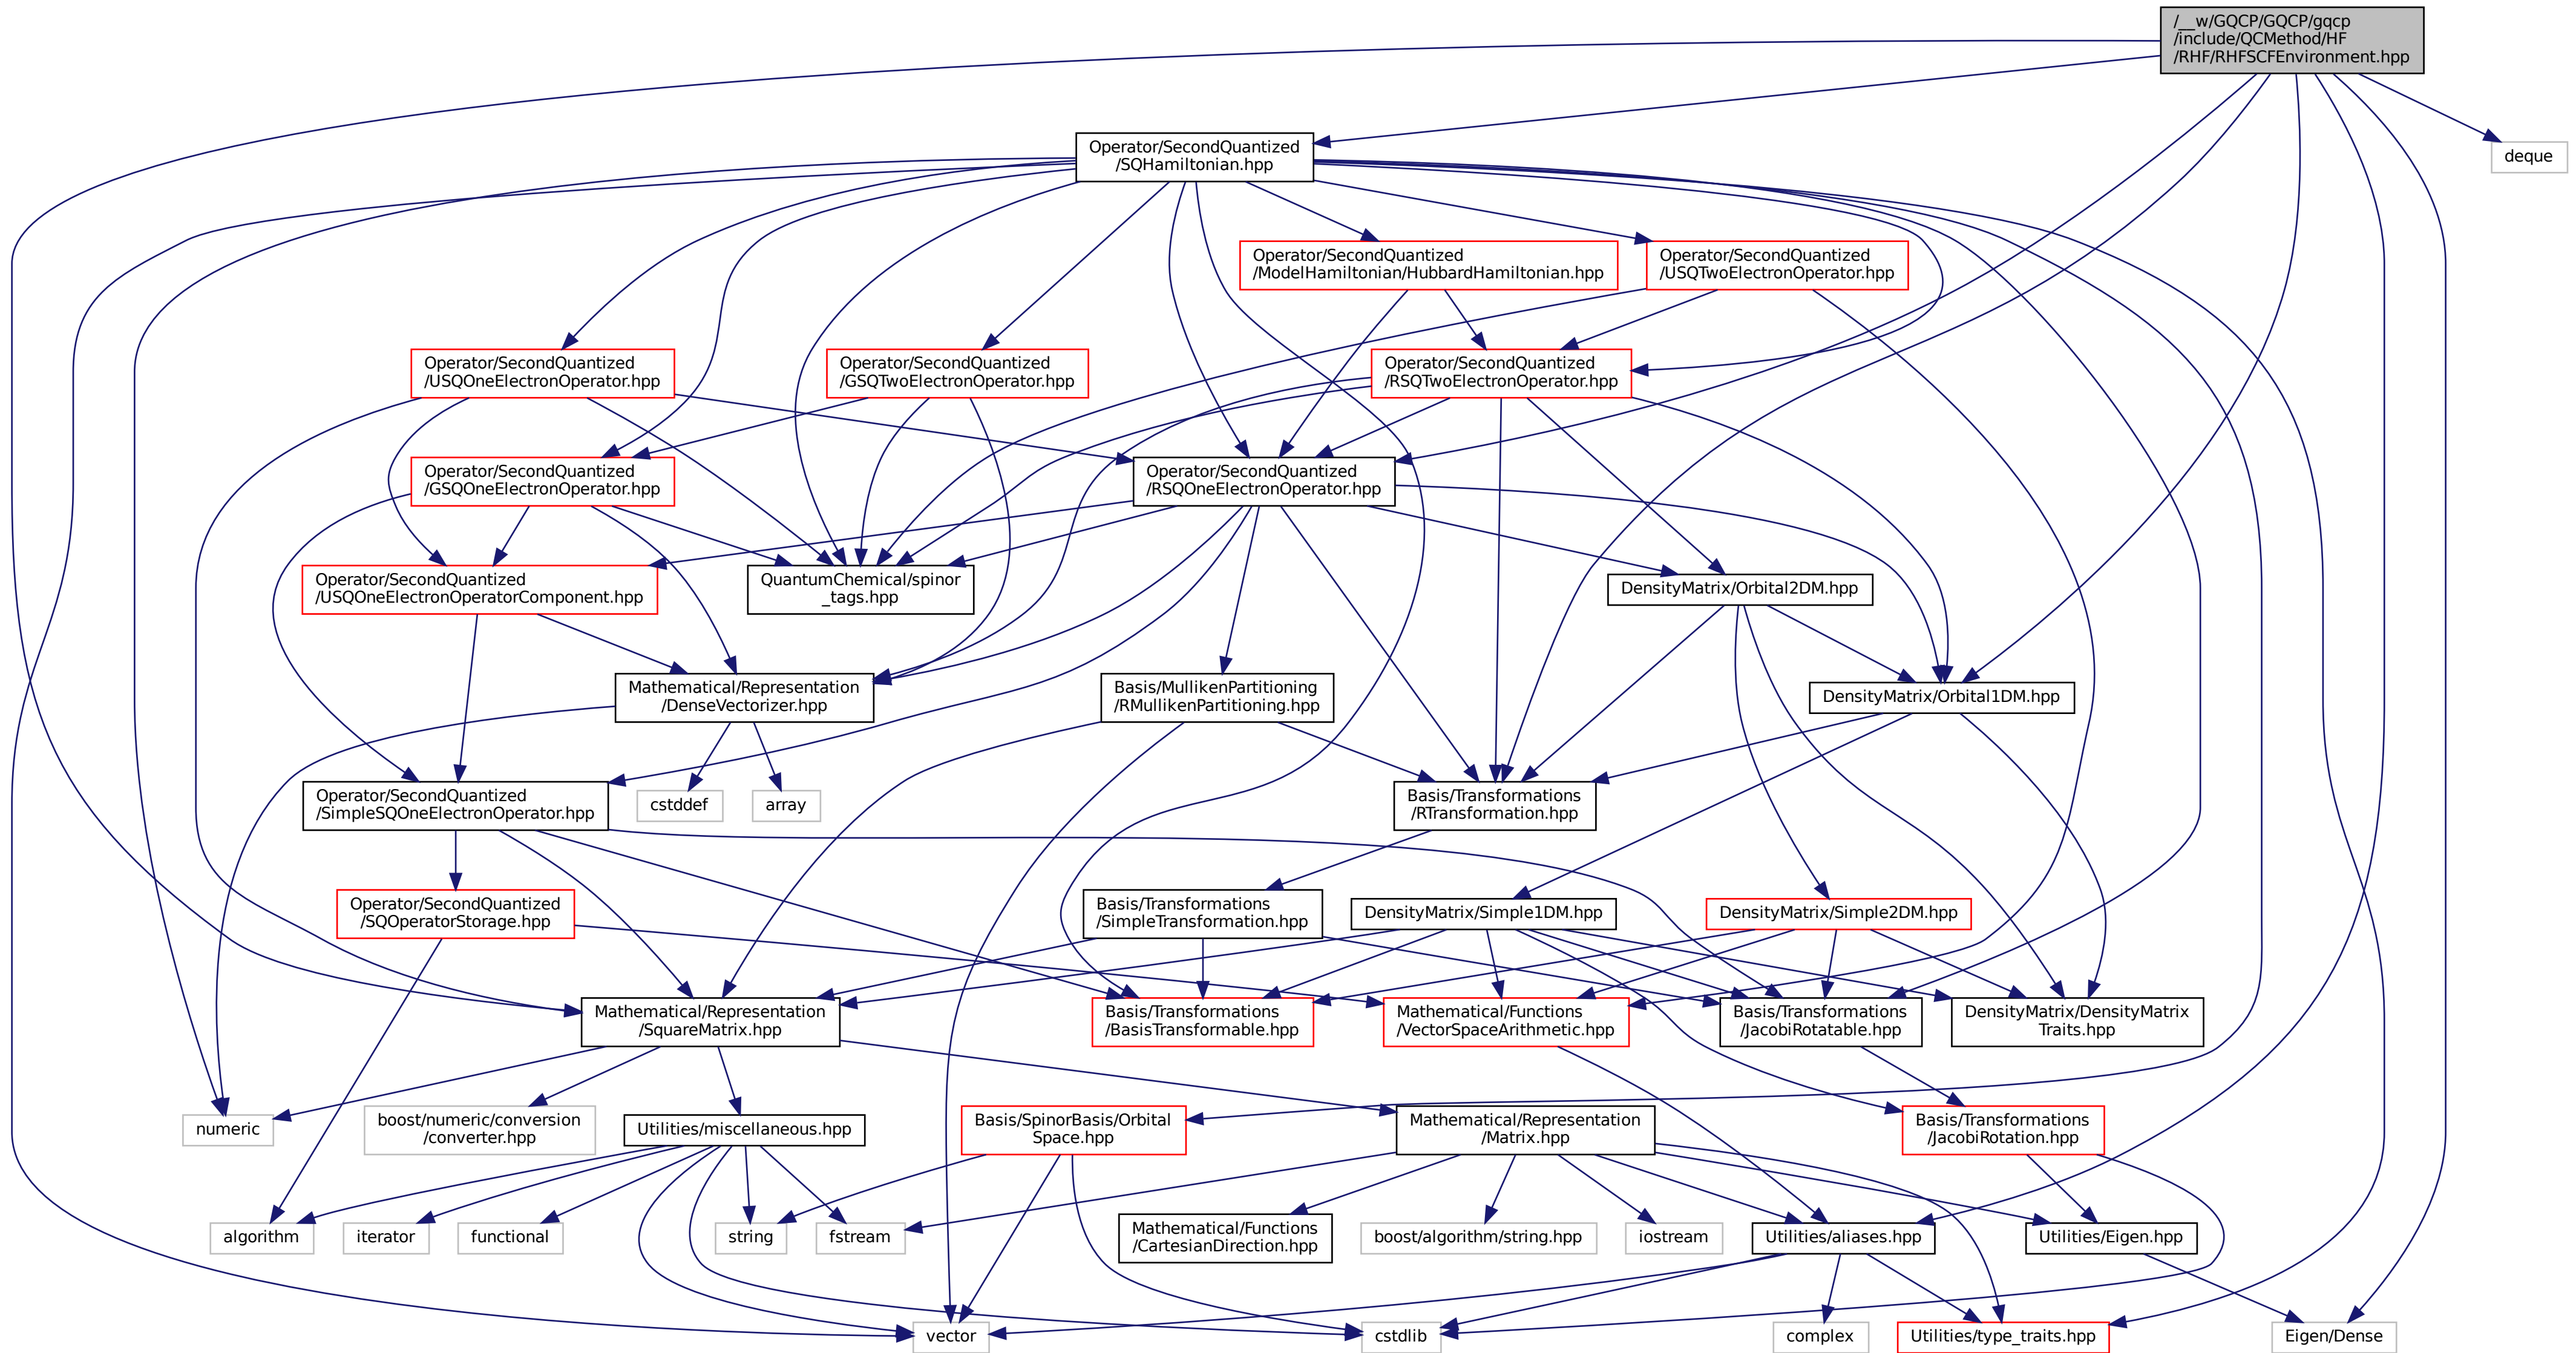 /__w/GQCP/GQCP/gqcp
/include/QCMethod/HF
/RHF/RHFSCFEnvironment.hpp
Operator/SecondQuantized
/SQHamiltonian.hpp
deque
Operator/SecondQuantized
/ModelHamiltonian/HubbardHamiltonian.hpp
Operator/SecondQuantized
/USQTwoElectronOperator.hpp
Operator/SecondQuantized
/USQOneElectronOperator.hpp
Operator/SecondQuantized
/GSQTwoElectronOperator.hpp
Operator/SecondQuantized
/RSQTwoElectronOperator.hpp
Operator/SecondQuantized
/GSQOneElectronOperator.hpp
Operator/SecondQuantized
/RSQOneElectronOperator.hpp
Operator/SecondQuantized
/USQOneElectronOperatorComponent.hpp
QuantumChemical/spinor
_tags.hpp
DensityMatrix/Orbital2DM.hpp
Mathematical/Representation
/DenseVectorizer.hpp
Basis/MullikenPartitioning
/RMullikenPartitioning.hpp
DensityMatrix/Orbital1DM.hpp
Operator/SecondQuantized
/SimpleSQOneElectronOperator.hpp
cstddef
array
Basis/Transformations
/RTransformation.hpp
Operator/SecondQuantized
/SQOperatorStorage.hpp
Basis/Transformations
/SimpleTransformation.hpp
DensityMatrix/Simple1DM.hpp
DensityMatrix/Simple2DM.hpp
Mathematical/Representation
/SquareMatrix.hpp
Basis/Transformations
/BasisTransformable.hpp
Mathematical/Functions
/VectorSpaceArithmetic.hpp
Basis/Transformations
/JacobiRotatable.hpp
DensityMatrix/DensityMatrix
Traits.hpp
numeric
boost/numeric/conversion
/converter.hpp
Utilities/miscellaneous.hpp
Basis/SpinorBasis/Orbital
Space.hpp
Mathematical/Representation
/Matrix.hpp
Basis/Transformations
/JacobiRotation.hpp
algorithm
iterator
functional
string
fstream
Mathematical/Functions
/CartesianDirection.hpp
boost/algorithm/string.hpp
iostream
Utilities/aliases.hpp
Utilities/Eigen.hpp
vector
cstdlib
complex
Utilities/type_traits.hpp
Eigen/Dense